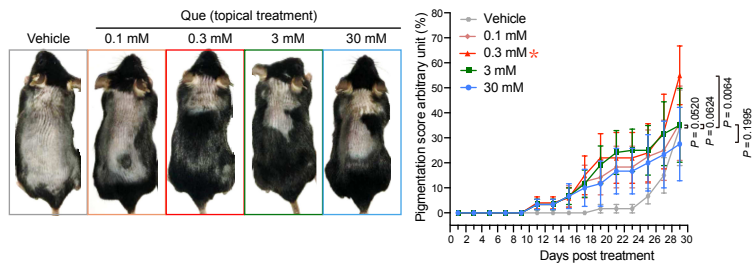 Que (topical treatment)
Vehicle 0.1 mM 0.3 mM 3 mM 30 mM
Pigmentation score arbitrary unit (%)
80
70
60
50
40
30
20
10
0
Vehicle
0.1 mM
0.3 mM *
3 mM
30 mM
P = 0.0520
P = 0.0624
P = 0.0064
P = 0.1995
0 2 4 6 8 10 12 14 16 18 20 22 24 26 28 30
Days post treatment